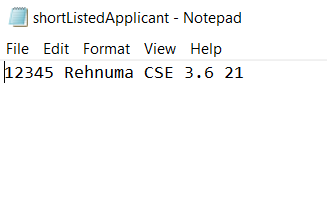 shortListedApplicant - Notepad
File Edit Format View Help
12345 Rehnuma CSE 3.6 21